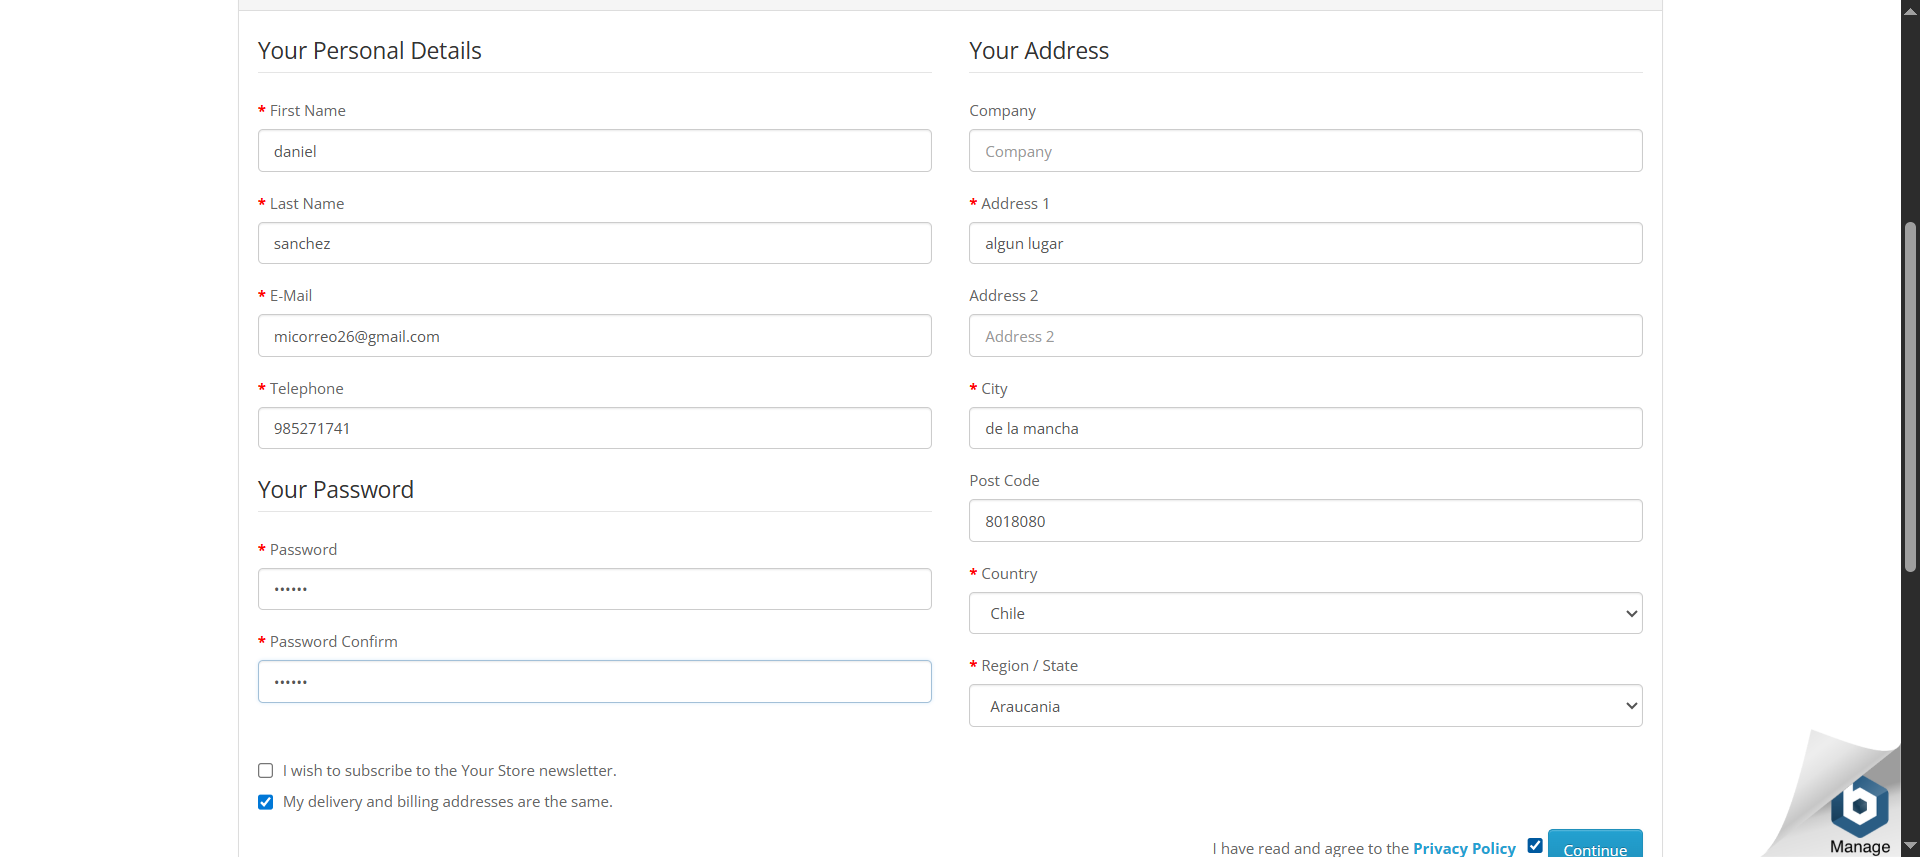 Your Personal Details
* First Name
daniel
* Last Name
sanchez
* E-Mail
micorreo26@gmail.com
* Telephone
985271741
Your Password
* Password
••••••
* Password Confirm
••••••
Your Address
Company
Company
* Address 1
algun lugar
Address 2
Address 2
* City
de la mancha
Post Code
8018080
* Country
Chile
* Region / State
Araucania
I wish to subscribe to the Your Store newsletter.
My delivery and billing addresses are the same.
I have read and agree to the Privacy Policy
Continue
b
Manage